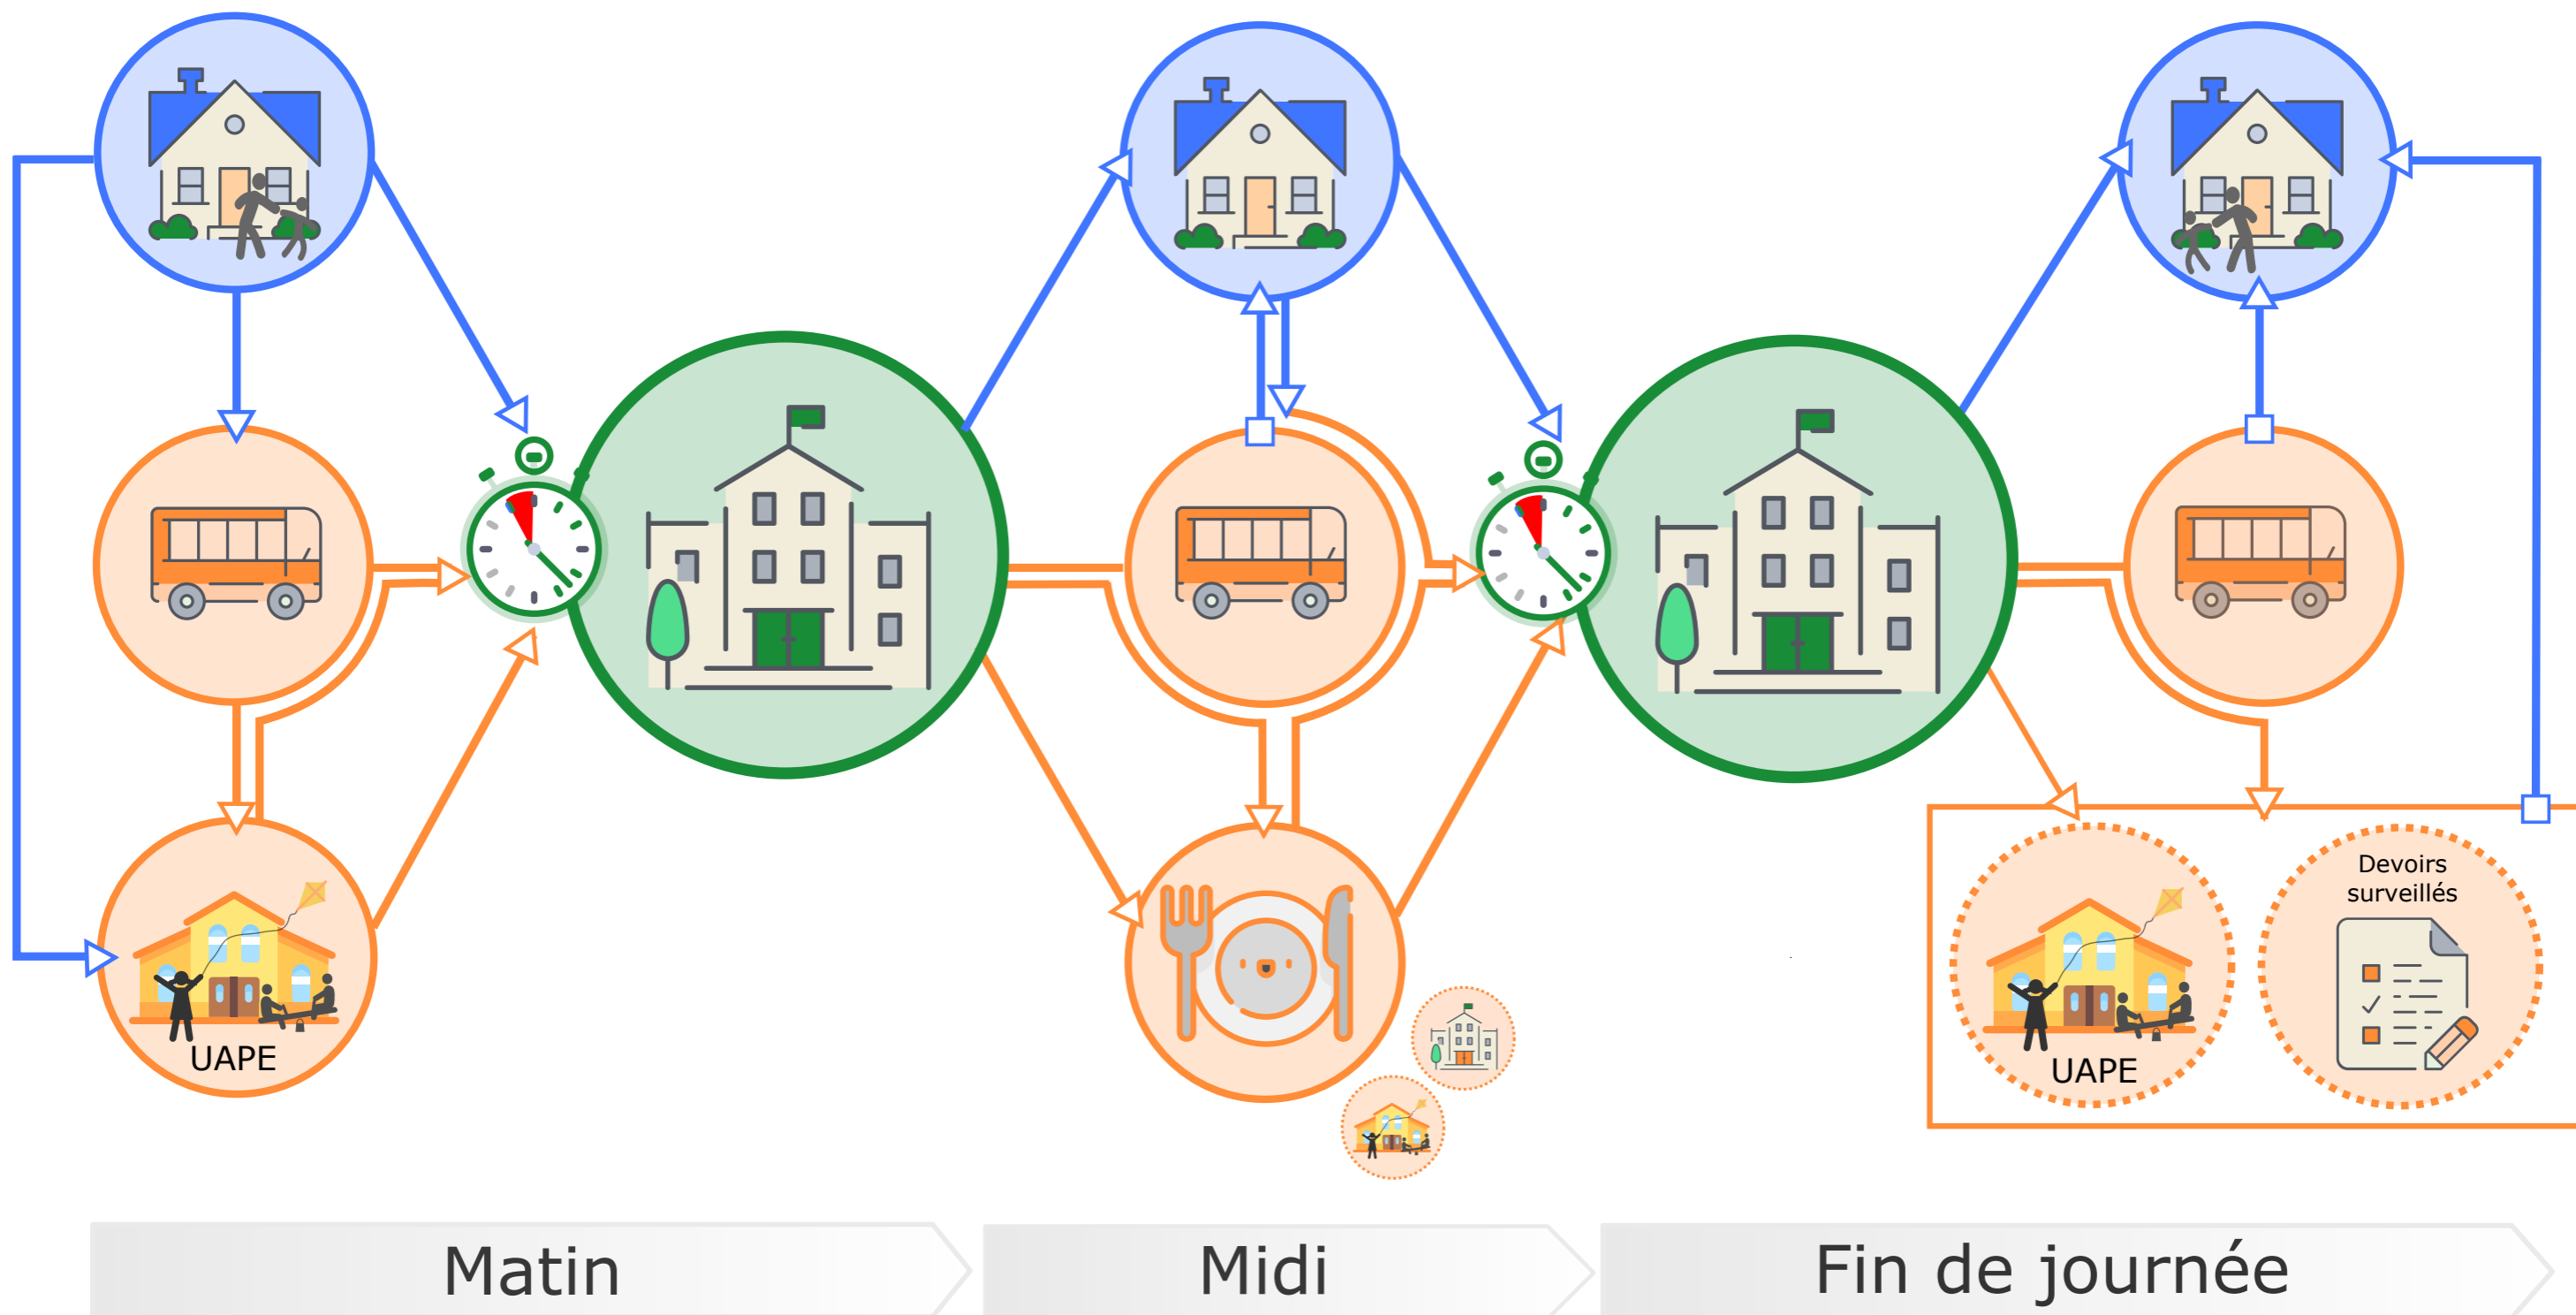 Devoirs
surveillés
UAPE
UAPE
Matin
Midi
Fin de journée